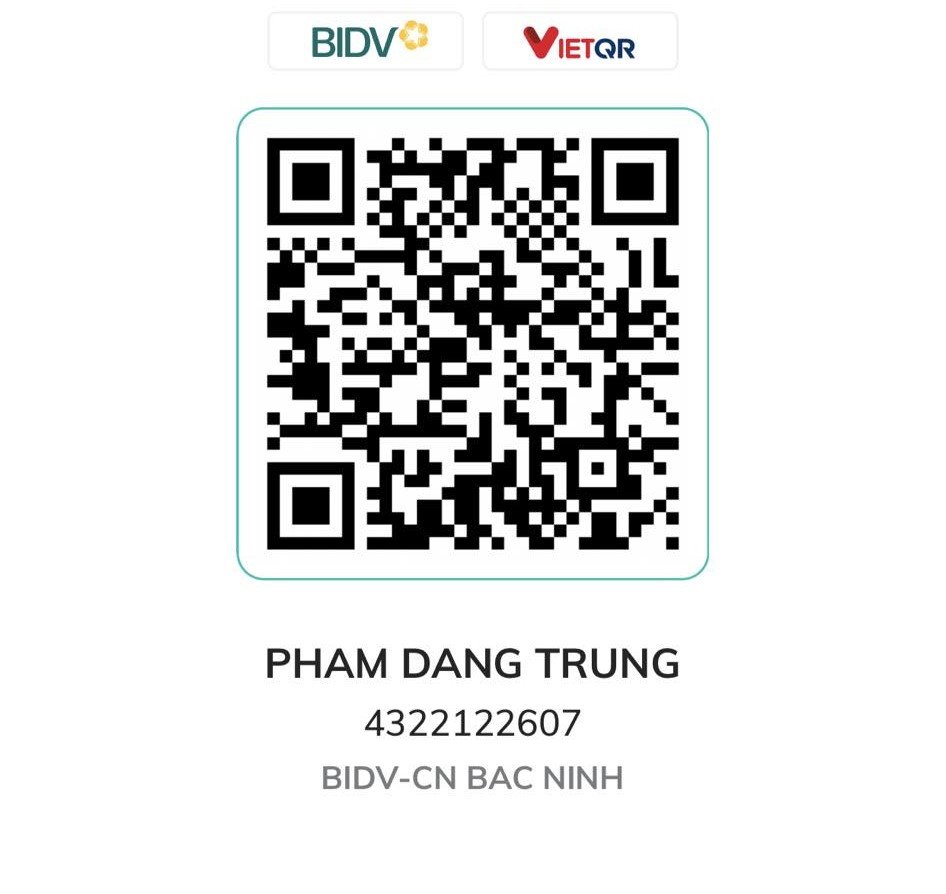 BIDV
VIETQR
PHAM DANG TRUNG
4322122607
BIDV-CN BAC NINH